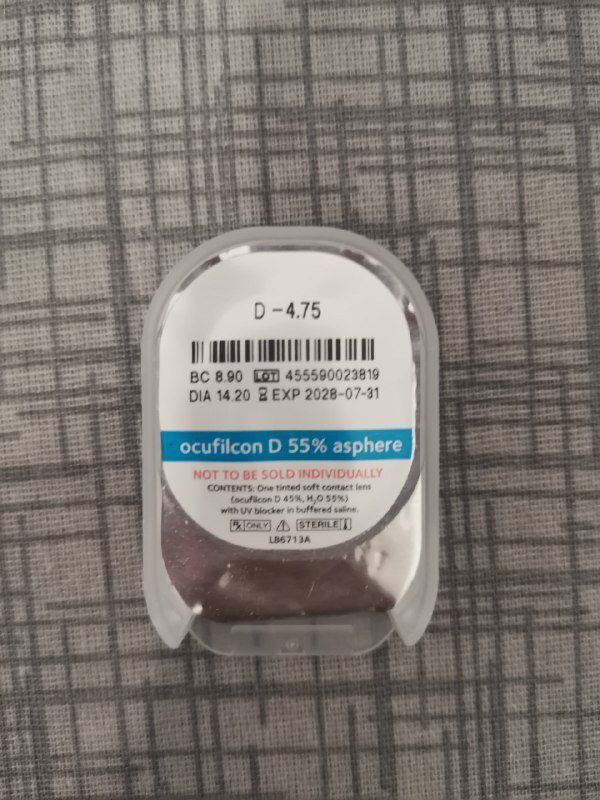 D -4.75
BC 8.90 LOT 455590023819
DIA 14.20 EXP 2028-07-31
ocufilcon D 55% asphere
NOT TO BE SOLD INDIVIDUALLY
CONTENTS: One tinted soft contact lens
(ocufilcon D 45%, H₂O 55%)
with UV blocker in buffered saline.
℞ ONLY STERILE
LB6713A